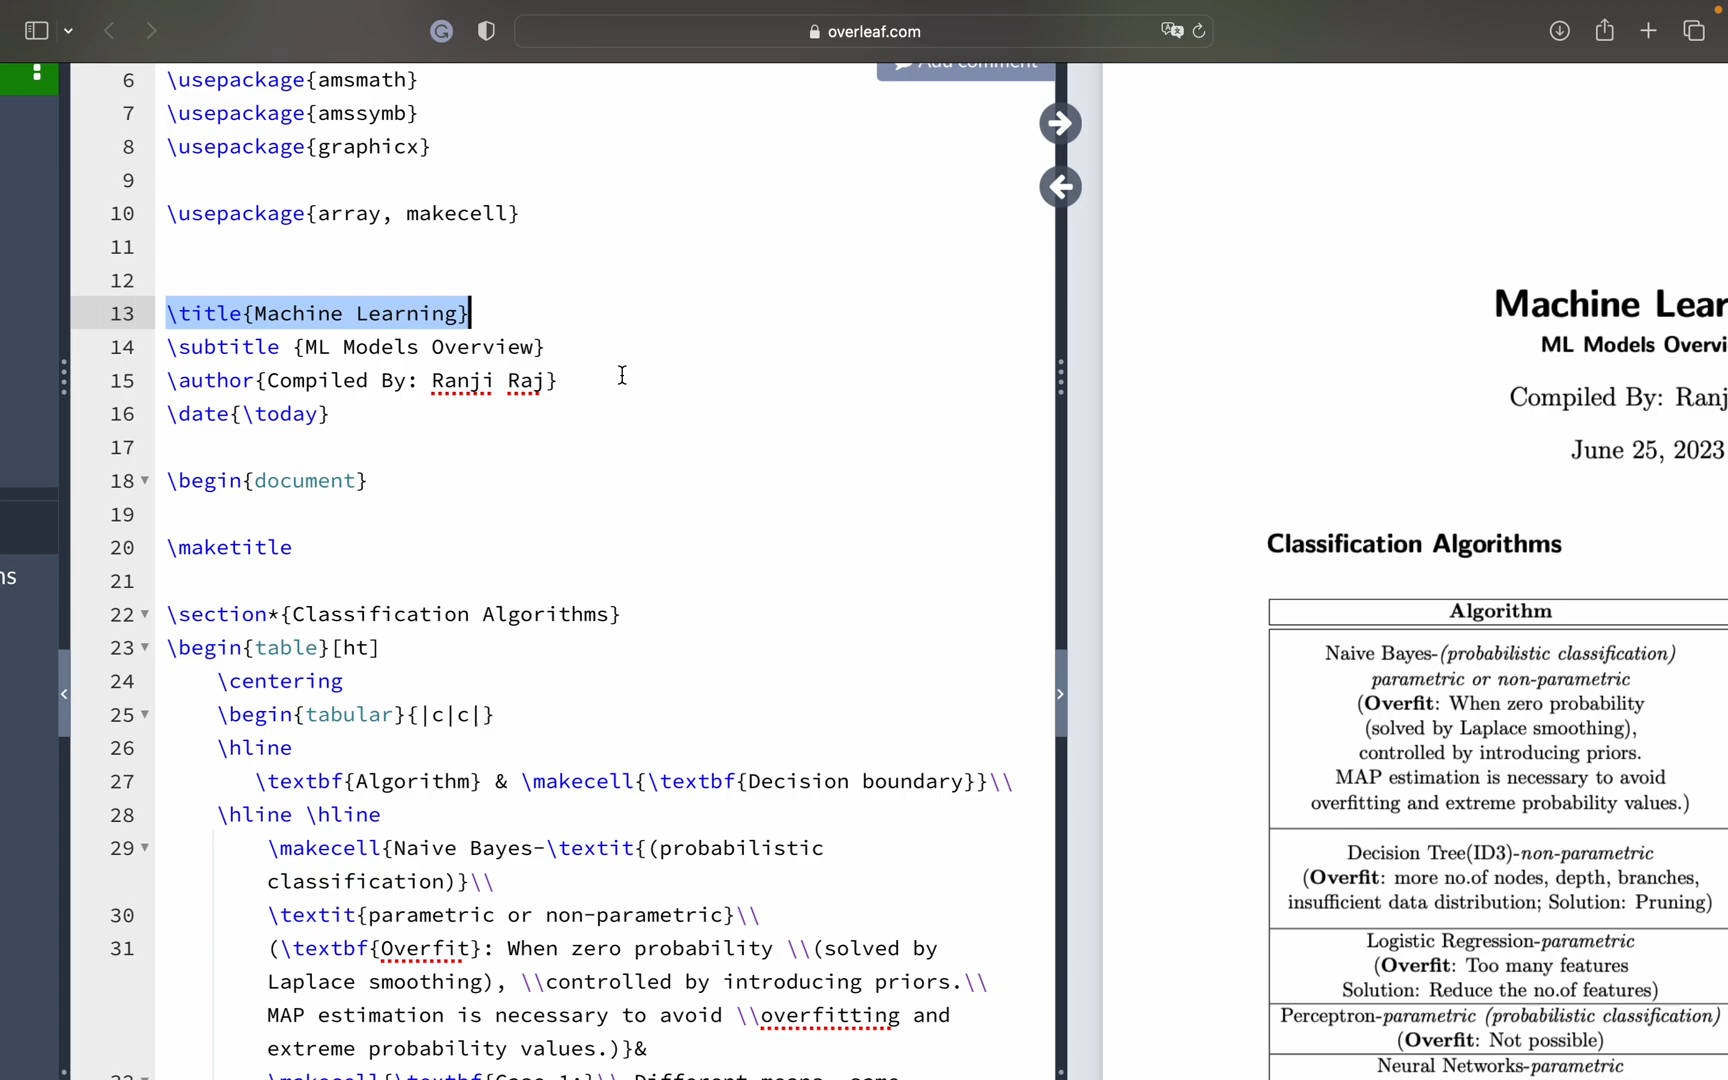 overleaf.com
6 \usepackage{amsmath}
7 \usepackage{amssymb}
8 \usepackage{graphicx}
9
10 \usepackage{array, makecell}
11
12
13 \title{Machine Learning}
14 \subtitle {ML Models Overview}
15 \author{Compiled By: Ranji Raj}
16 \date{\today}
17
18 \begin{document}
19
20 \maketitle
21
22 \section*{Classification Algorithms}
23 \begin{table}[ht]
24 \centering
25 \begin{tabular}{|c|c|}
26 \hline
27 \textbf{Algorithm} & \makecell{\textbf{Decision boundary}}\\
28 \hline \hline
29 \makecell{Naive Bayes-\textit{(probabilistic
classification)}\\
30 \textit{parametric or non-parametric}\\
31 (\textbf{Overfit}: When zero probability \\(solved by
Laplace smoothing), \\controlled by introducing priors.\\
MAP estimation is necessary to avoid \\overfitting and
extreme probability values.)}&
\makecell{\textbf{Case 1:}\\ Different means, same
Add comment
ns
Machine Lear
ML Models Overvi
Compiled By: Ranj
June 25, 2023
Classification Algorithms
Algorithm
Naive Bayes-(probabilistic classification)
parametric or non-parametric
(Overfit: When zero probability
(solved by Laplace smoothing),
controlled by introducing priors.
MAP estimation is necessary to avoid
overfitting and extreme probability values.)
Decision Tree(ID3)-non-parametric
(Overfit: more no.of nodes, depth, branches,
insufficient data distribution; Solution: Pruning)
Logistic Regression-parametric
(Overfit: Too many features
Solution: Reduce the no.of features)
Perceptron-parametric (probabilistic classification)
(Overfit: Not possible)
Neural Networks-parametric